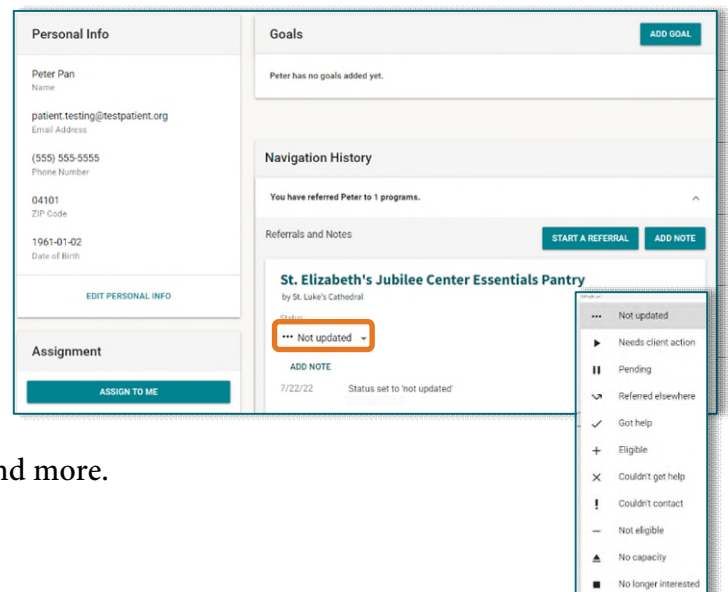 Personal Info
Peter Pan
Name
patient.testing@testpatient.org
Email Address
(555) 555-5555
Phone Number
04101
ZIP Code
1961-01-02
Date of Birth
EDIT PERSONAL INFO
Assignment
ASSIGN TO ME
Goals
ADD GOAL
Peter has no goals added yet.
Navigation History
You have referred Peter to 1 programs.
Referrals and Notes
START A REFERRAL
ADD NOTE
St. Elizabeth's Jubilee Center Essentials Pantry
by St. Luke's Cathedral
Status:
Not updated
ADD NOTE
7/22/22 Status set to 'not updated'
Not updated
Needs client action
Pending
Referred elsewhere
Got help
Eligible
Couldn't get help
Couldn't contact
Not eligible
No capacity
No longer interested
nd more.